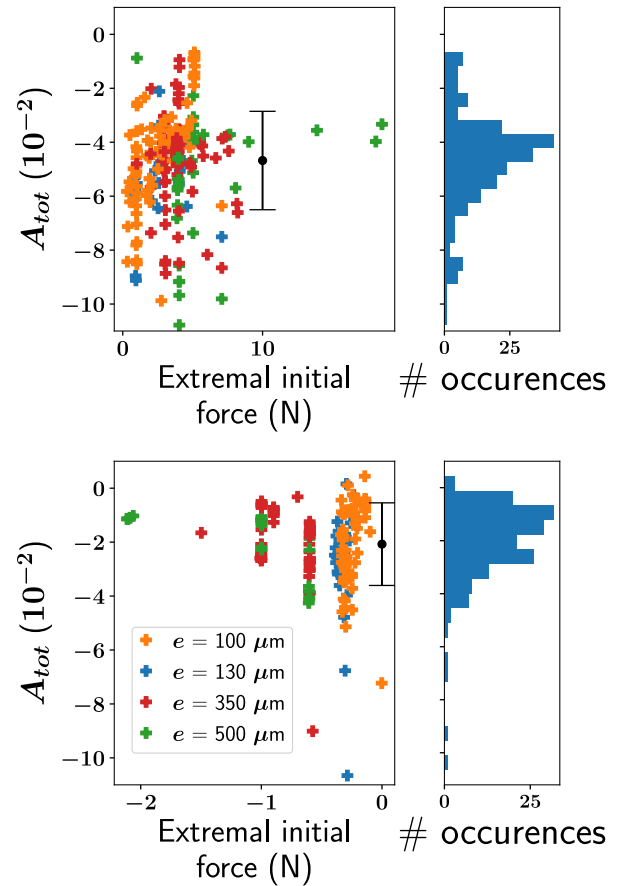 0
−2
−4
−6
−8
−10
A_tot (10^−2)
0 10
0 25
Extremal initial
force (N)
# occurences
0
−2
−4
−6
−8
−10
A_tot (10^−2)
e = 100 μm
e = 130 μm
e = 350 μm
e = 500 μm
−2 −1 0
0 25
Extremal initial
force (N)
# occurences